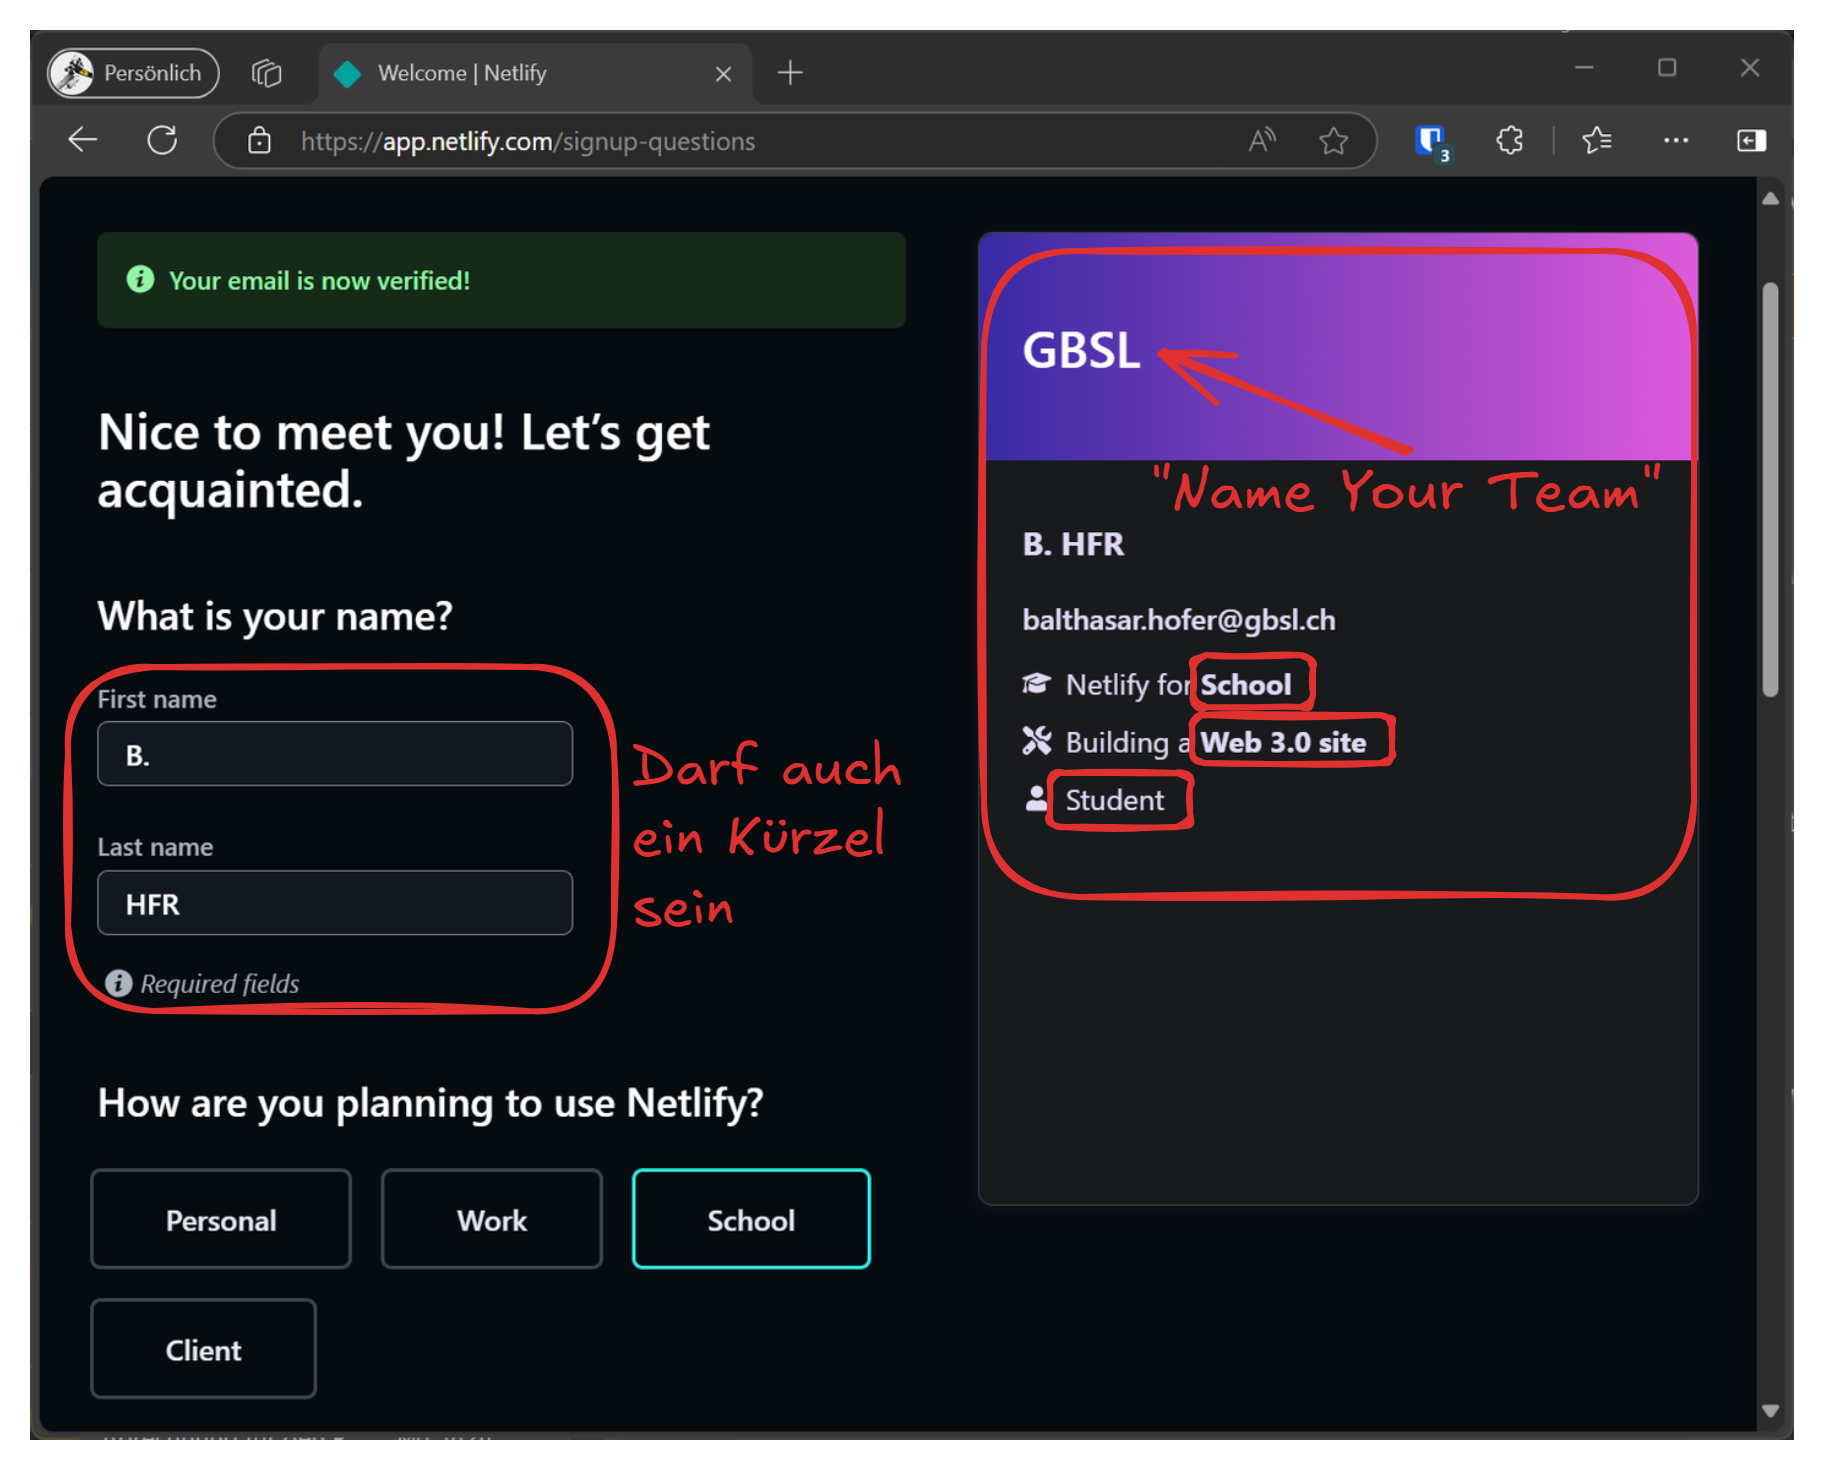 Persönlich
Welcome | Netlify
https://app.netlify.com/signup-questions
3
Your email is now verified!
Nice to meet you! Let’s get
acquainted.
What is your name?
First name
B.
Last name
HFR
Required fields
Darf auch
ein Kürzel
sein
How are you planning to use Netlify?
Personal
Work
School
Client
GBSL
"Name Your Team"
B. HFR
balthasar.hofer@gbsl.ch
Netlify for School
Building a Web 3.0 site
Student